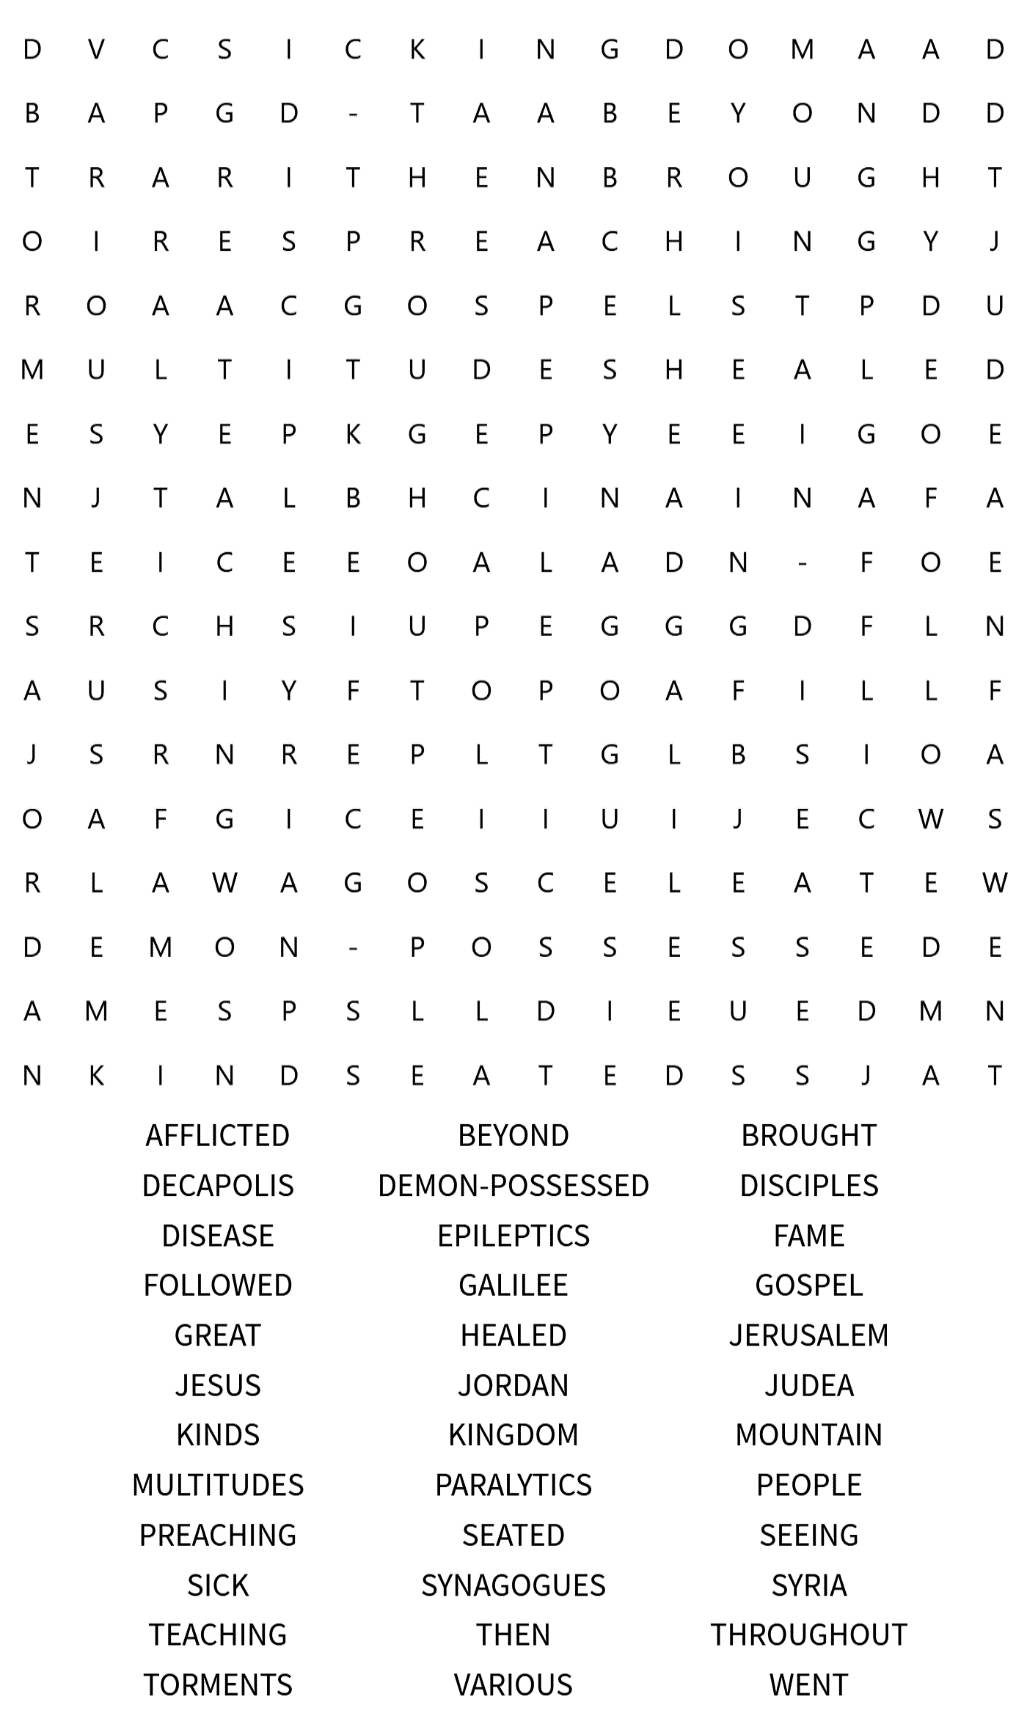 D V C S I C K I N G D O M A A D
B A P G D - T A A B E Y O N D D
T R A R I T H E N B R O U G H T
O I R E S P R E A C H I N G Y J
R O A A C G O S P E L S T P D U
M U L T I T U D E S H E A L E D
E S Y E P K G E P Y E E I G O E
N J T A L B H C I N A I N A F A
T E I C E E O A L A D N - F O E
S R C H S I U P E G G G D F L N
A U S I Y F T O P O A F I L L F
J S R N R E P L T G L B S I O A
O A F G I C E I I U I J E C W S
R L A W A G O S C E L E A T E W
D E M O N - P O S S E S S E D E
A M E S P S L L D I E U E D M N
N K I N D S E A T E D S S J A T
AFFLICTED BEYOND BROUGHT
DECAPOLIS DEMON-POSSESSED DISCIPLES
DISEASE EPILEPTICS FAME
FOLLOWED GALILEE GOSPEL
GREAT HEALED JERUSALEM
JESUS JORDAN JUDEA
KINDS KINGDOM MOUNTAIN
MULTITUDES PARALYTICS PEOPLE
PREACHING SEATED SEEING
SICK SYNAGOGUES SYRIA
TEACHING THEN THROUGHOUT
TORMENTS VARIOUS WENT